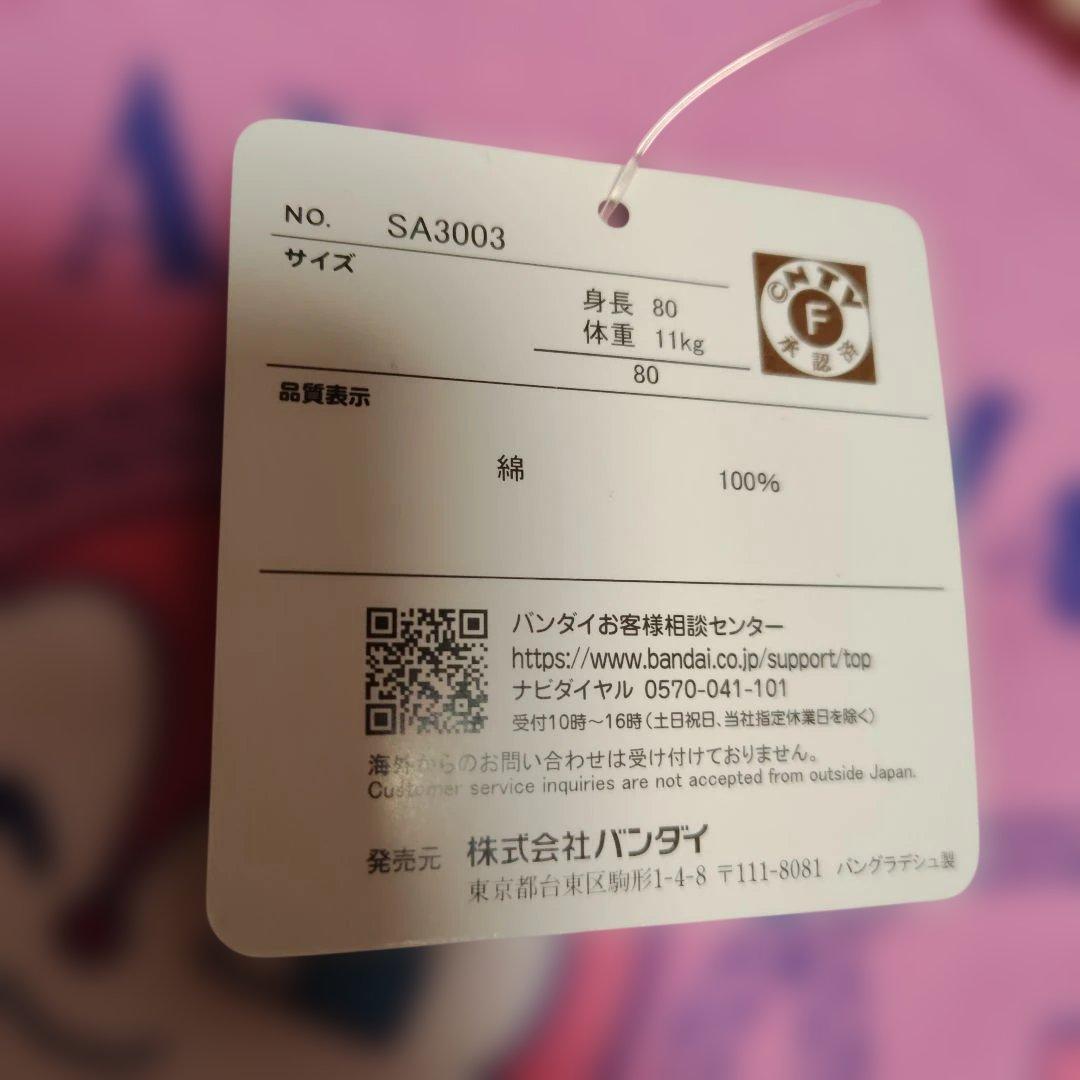 NO. SA3003
サイズ
身長 80
体重 11kg
80
©MTV
F
承認済
品質表示
綿 100%
バンダイお客様相談センター
https://www.bandai.co.jp/support/top
ナビダイヤル 0570-041-101
受付10時～16時(土日祝日、当社指定休業日を除く)
海外からのお問い合わせは受け付けておりません。
Customer service inquiries are not accepted from outside Japan.
発売元 株式会社バンダイ
東京都台東区駒形1-4-8 〒111-8081 バングラデシュ製